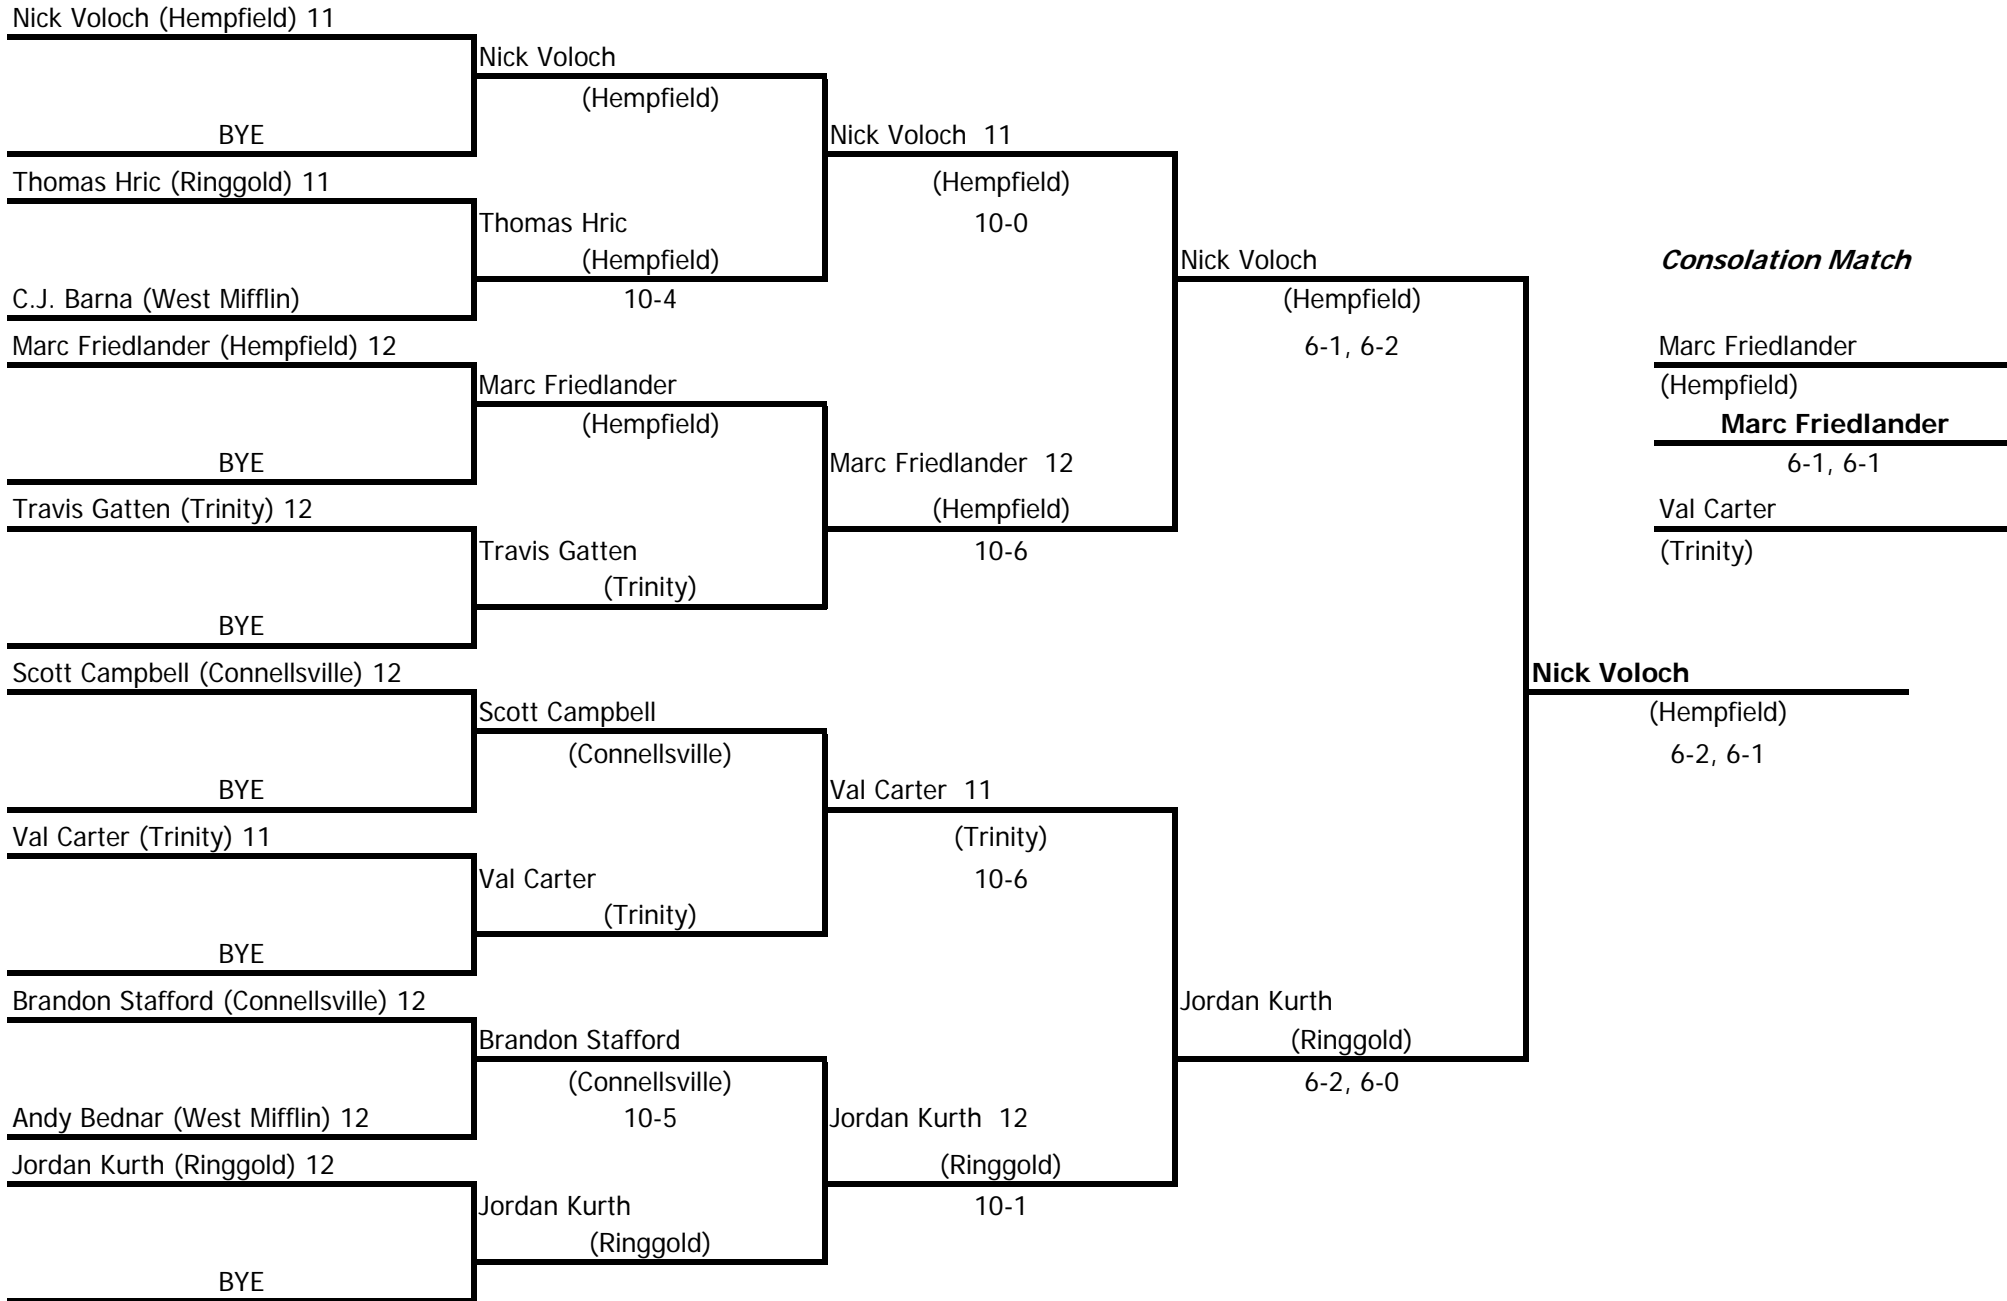 Nick Voloch (Hempfield) 11
BYE
Thomas Hric (Ringgold) 11
C.J. Barna (West Mifflin)
Marc Friedlander (Hempfield) 12
BYE
Travis Gatten (Trinity) 12
BYE
Scott Campbell (Connellsville) 12
BYE
Val Carter (Trinity) 11
BYE
Brandon Stafford (Connellsville) 12
Andy Bednar (West Mifflin) 12
Jordan Kurth (Ringgold) 12
BYE
Nick Voloch
(Hempfield)
Thomas Hric
(Hempfield)
10-4
Marc Friedlander
(Hempfield)
Travis Gatten
(Trinity)
Scott Campbell
(Connellsville)
Val Carter
(Trinity)
Brandon Stafford
(Connellsville)
10-5
Jordan Kurth
(Ringgold)
Nick Voloch 11
(Hempfield)
10-0
Marc Friedlander 12
(Hempfield)
10-6
Val Carter 11
(Trinity)
10-6
Jordan Kurth 12
(Ringgold)
10-1
Nick Voloch
(Hempfield)
6-1, 6-2
Jordan Kurth
(Ringgold)
6-2, 6-0
Nick Voloch
(Hempfield)
6-2, 6-1
Consolation Match
Marc Friedlander
(Hempfield)
Marc Friedlander
6-1, 6-1
Val Carter
(Trinity)